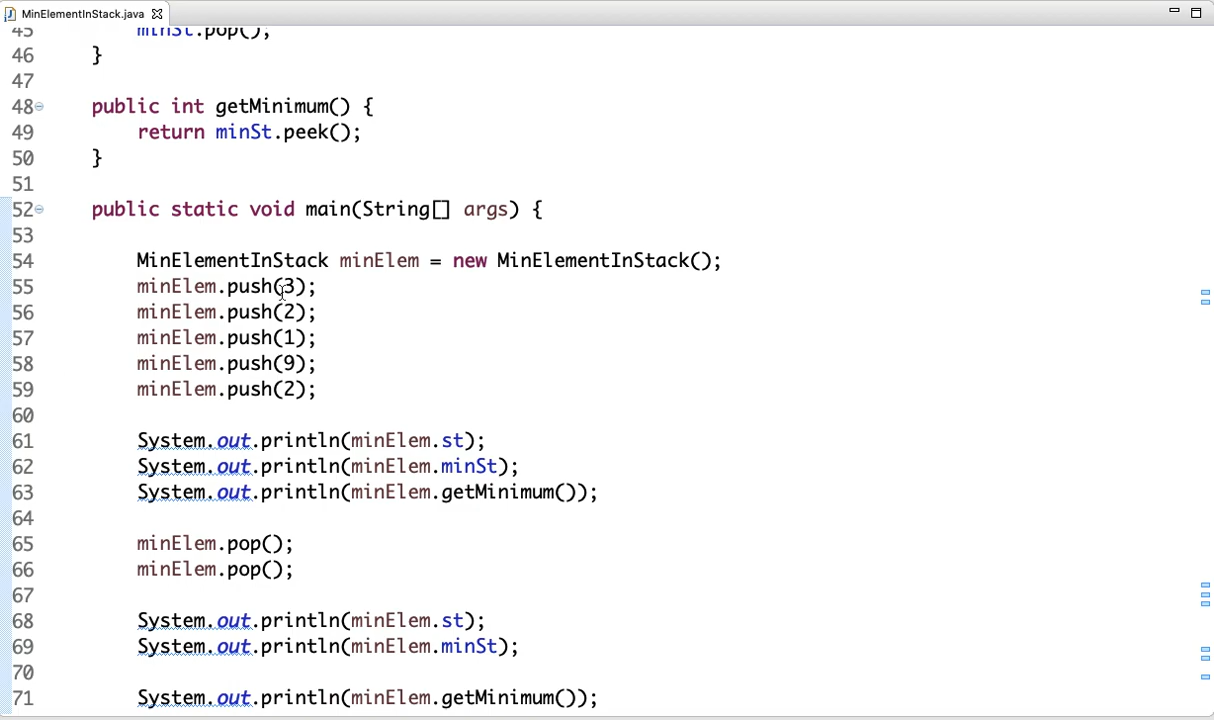 MinElementInStack.java
45 minSt.pop();
46 }
47
48 public int getMinimum() {
49 return minSt.peek();
50 }
51
52 public static void main(String[] args) {
53
54 MinElementInStack minElem = new MinElementInStack();
55 minElem.push(3);
56 minElem.push(2);
57 minElem.push(1);
58 minElem.push(9);
59 minElem.push(2);
60
61 System.out.println(minElem.st);
62 System.out.println(minElem.minSt);
63 System.out.println(minElem.getMinimum());
64
65 minElem.pop();
66 minElem.pop();
67
68 System.out.println(minElem.st);
69 System.out.println(minElem.minSt);
70
71 System.out.println(minElem.getMinimum());